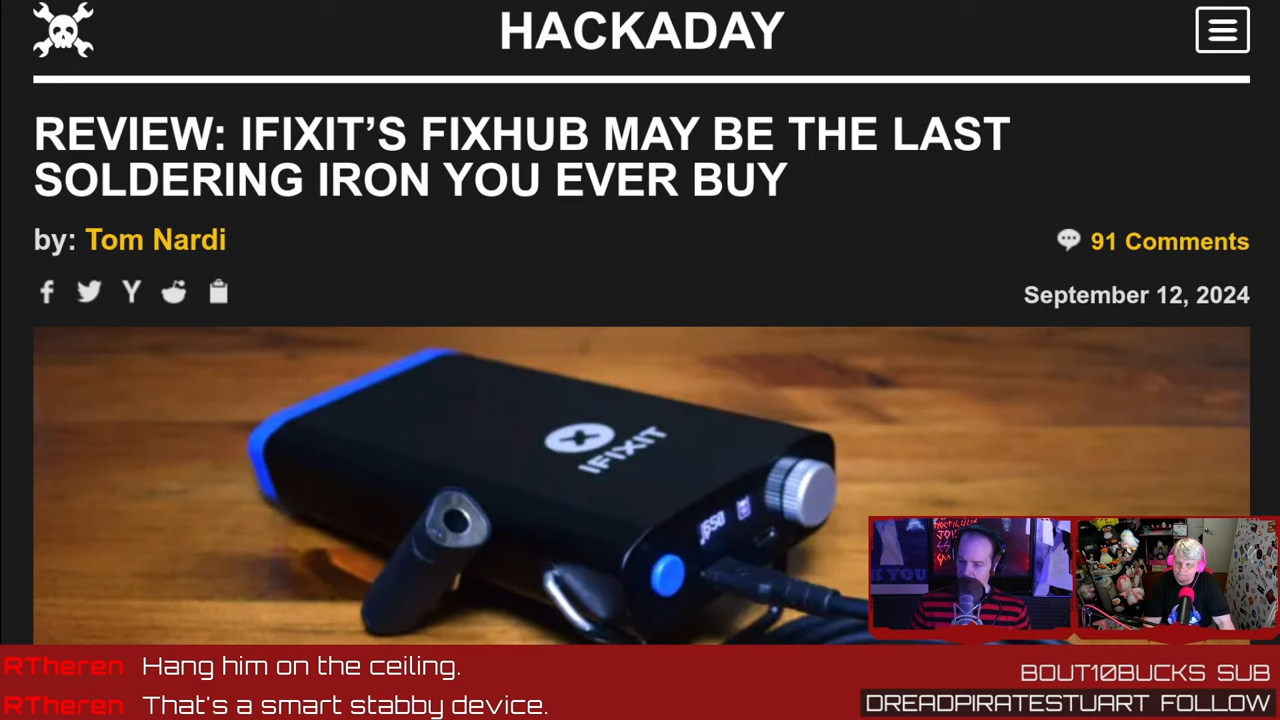 HACKADAY
REVIEW: IFIXIT’S FIXHUB MAY BE THE LAST
SOLDERING IRON YOU EVER BUY
by: Tom Nardi
91 Comments
September 12, 2024
IFIXIT
RTheren Hang him on the ceiling.
RTheren That's a smart stabby device.
BOUT10BUCKS SUB
DREADPIRATESTUART FOLLOW